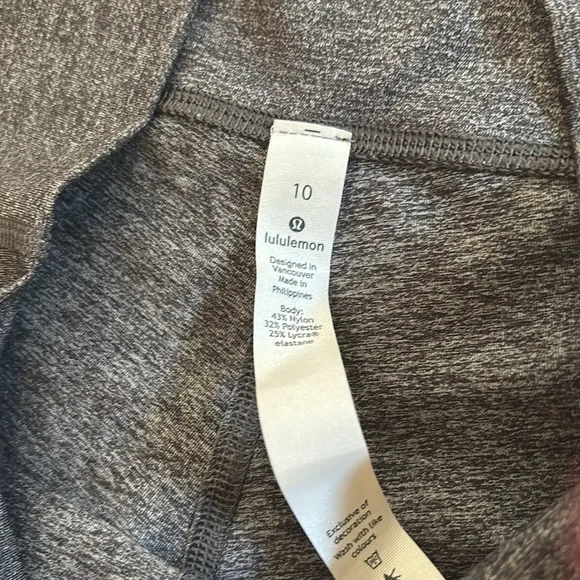 10
lululemon
Designed in
Vancouver
Made in
Philippines
Body:
43% Nylon
32% Polyester
25% Lycra®
elastane
Exclusive of
decoration
Wash with like
colours